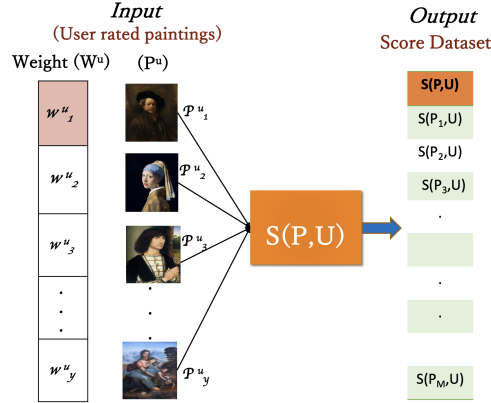 Input
(User rated paintings)
Weight (Wᵘ)
(Pᵘ)
wᵘ₁
wᵘ₂
wᵘ₃
.
.
.
wᵘy
Pᵘ₁
Pᵘ₂
Pᵘ₃
.
.
Pᵘy
S(P,U)
Output
Score Dataset
S(P,U)
S(P₁,U)
S(P₂,U)
S(P₃,U)
.
.
S(Pᴍ,U)